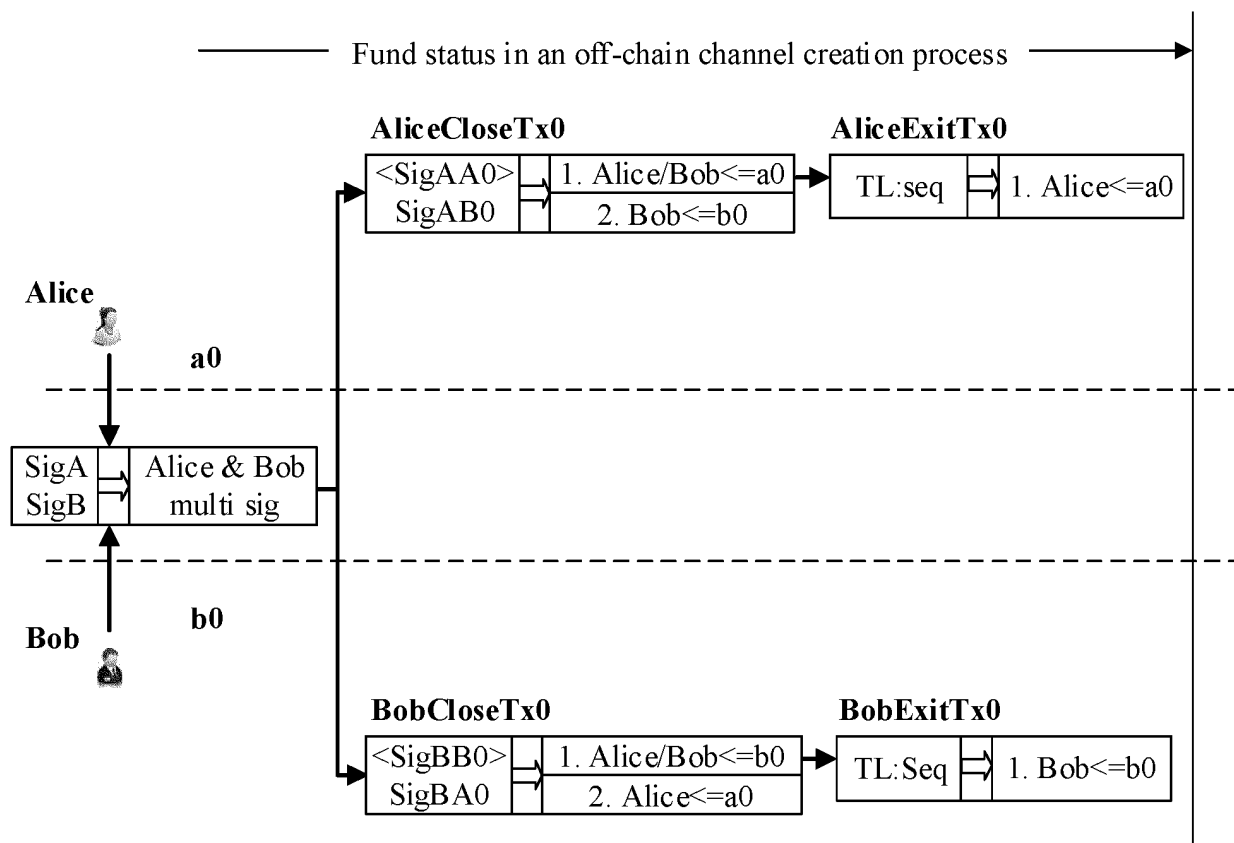 Fund status in an off-chain channel creation process
AliceCloseTx0
<SigAA0>
SigAB0
1. Alice/Bob<=a0
2. Bob<=b0
AliceExitTx0
TL:seq
1. Alice<=a0
Alice
a0
SigA
SigB
Alice & Bob
multi sig
b0
Bob
BobCloseTx0
<SigBB0>
SigBA0
1. Alice/Bob<=b0
2. Alice<=a0
BobExitTx0
TL:Seq
1. Bob<=b0